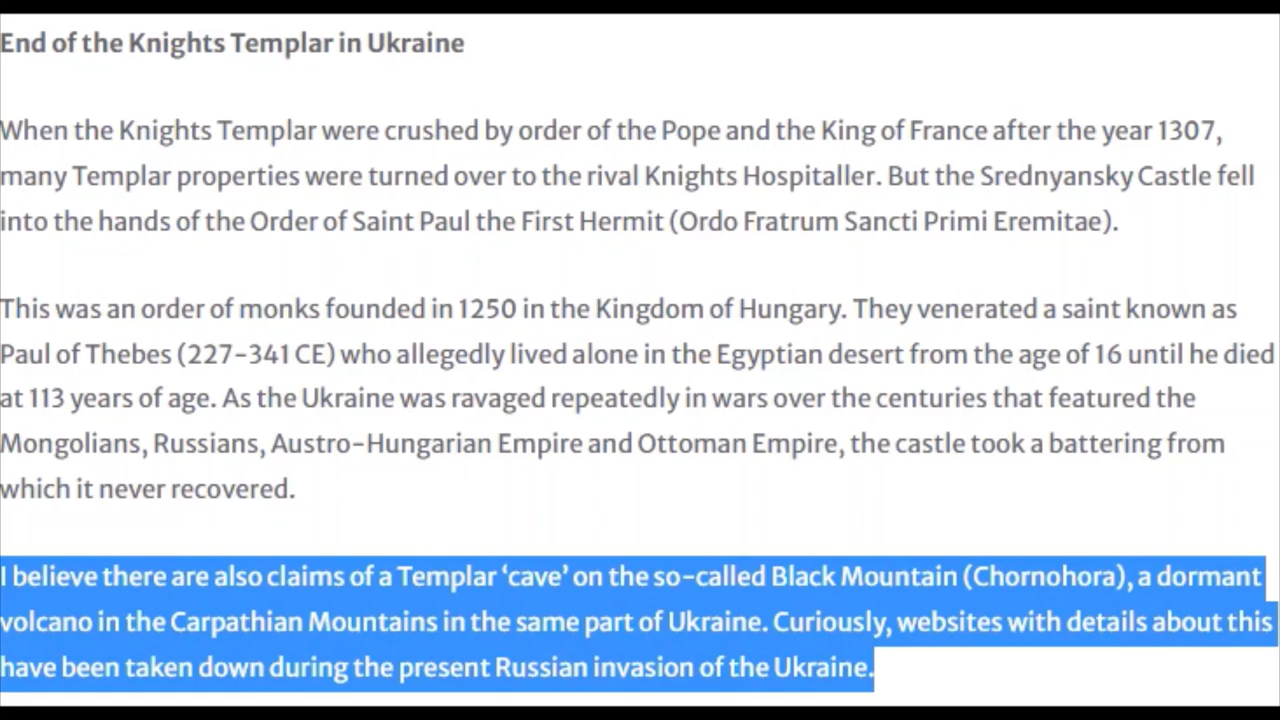 End of the Knights Templar in Ukraine
When the Knights Templar were crushed by order of the Pope and the King of France after the year 1307,
many Templar properties were turned over to the rival Knights Hospitaller. But the Srednyansky Castle fell
into the hands of the Order of Saint Paul the First Hermit (Ordo Fratrum Sancti Primi Eremitae).
This was an order of monks founded in 1250 in the Kingdom of Hungary. They venerated a saint known as
Paul of Thebes (227-341 CE) who allegedly lived alone in the Egyptian desert from the age of 16 until he died
at 113 years of age. As the Ukraine was ravaged repeatedly in wars over the centuries that featured the
Mongolians, Russians, Austro-Hungarian Empire and Ottoman Empire, the castle took a battering from
which it never recovered.
I believe there are also claims of a Templar ‘cave’ on the so-called Black Mountain (Chornohora), a dormant
volcano in the Carpathian Mountains in the same part of Ukraine. Curiously, websites with details about this
have been taken down during the present Russian invasion of the Ukraine.